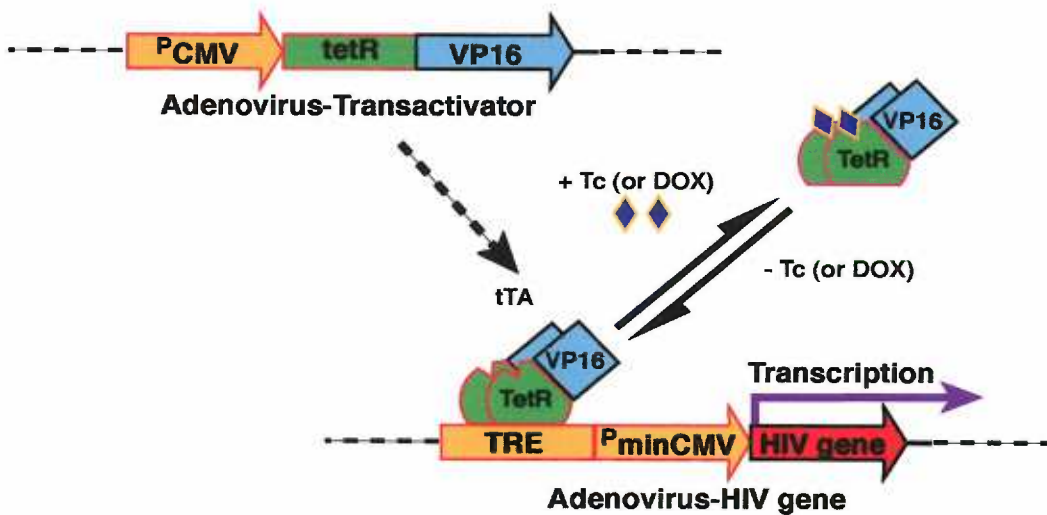 PCMV tetR VP16
Adenovirus-Transactivator
VP16
TetR
+ Tc (or DOX)
- Tc (or DOX)
tTA
VP16
TetR
Transcription
TRE PminCMV HIV gene
Adenovirus-HIV gene